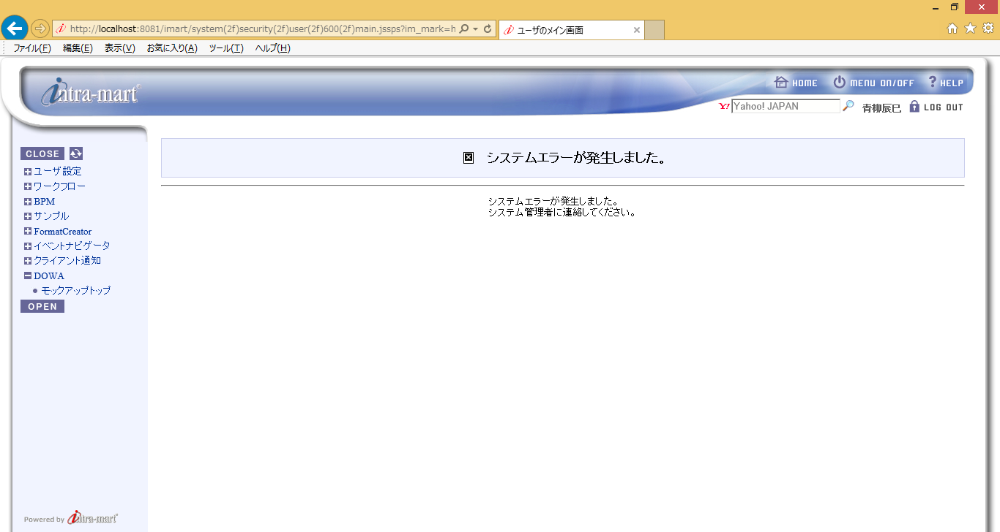 http://localhost:8081/imart/system(2f)security(2f)user(2f)600(2f)main.jssps?im_mark=h
ユーザのメイン画面
ファイル(F) 編集(E) 表示(V) お気に入り(A) ツール(T) ヘルプ(H)
intra-mart
HOME MENU ON/OFF ? HELP
Y! Yahoo! JAPAN 青柳辰巳 LOG OUT
CLOSE
システムエラーが発生しました。
ユーザ設定
ワークフロー
BPM
サンプル
FormatCreator
イベントナビゲータ
クライアント通知
DOWA
モックアップトップ
OPEN
システムエラーが発生しました。
システム管理者に連絡してください。
Powered by intra-mart